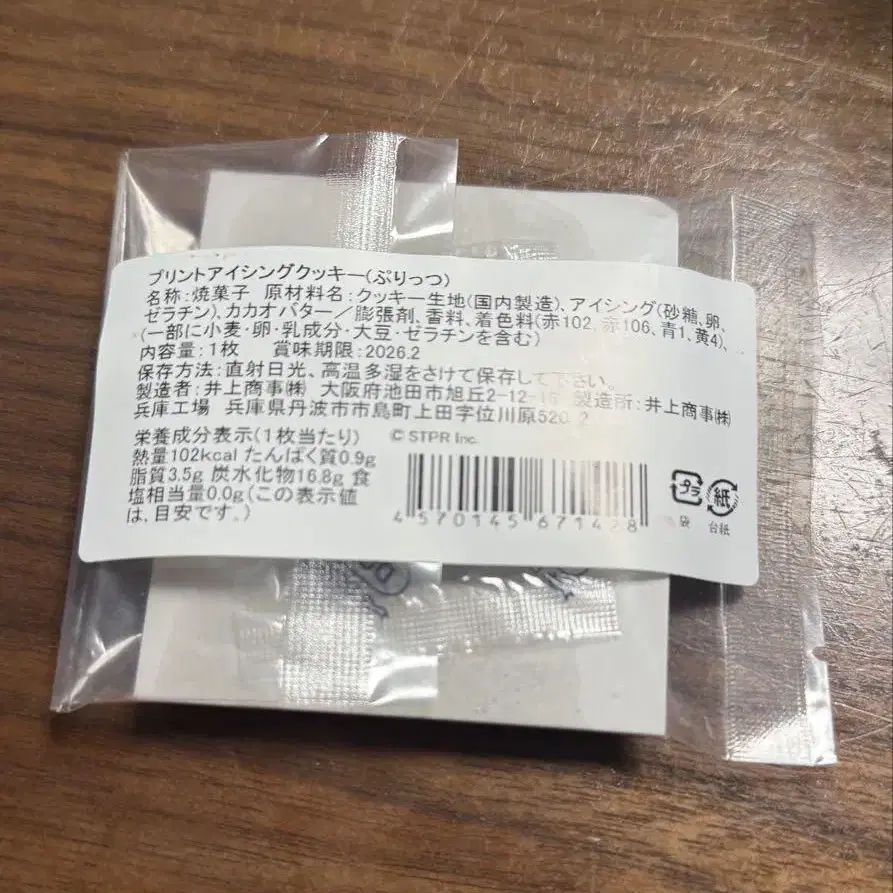 プリントアイシングクッキー(ぷりっつ)
名称:焼菓子 原材料名:クッキー生地(国内製造)、アイシング(砂糖、卵、
ゼラチン)、カカオバター/膨張剤、香料、着色料(赤102、赤106、青1、黄4)、
(一部に小麦・卵・乳成分・大豆・ゼラチンを含む)
内容量:1枚 賞味期限:2026.2
保存方法:直射日光、高温多湿をさけて保存して下さい。
製造者:井上商事㈱ 大阪府池田市旭丘2-12-15 製造所:井上商事㈱
兵庫工場 兵庫県丹波市市島町上田字位川原520-2
栄養成分表示(1枚当たり)
熱量102kcal たんぱく質0.9g
脂質3.5g 炭水化物16.8g 食
塩相当量0.0g(この表示値
は、目安です。)
© STPR Inc.
4 570145 671428
プラ 紙
袋 台紙